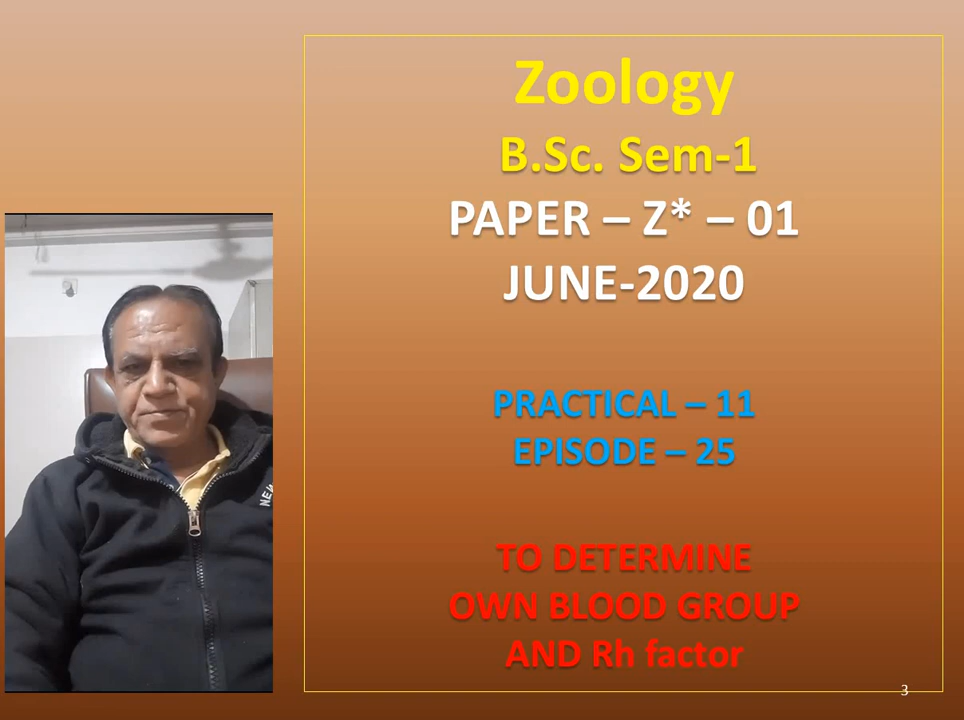 Zoology
B.Sc. Sem-1
PAPER – Z* – 01
JUNE-2020
PRACTICAL – 11
EPISODE – 25
TO DETERMINE
OWN BLOOD GROUP
AND Rh factor
NEW
3